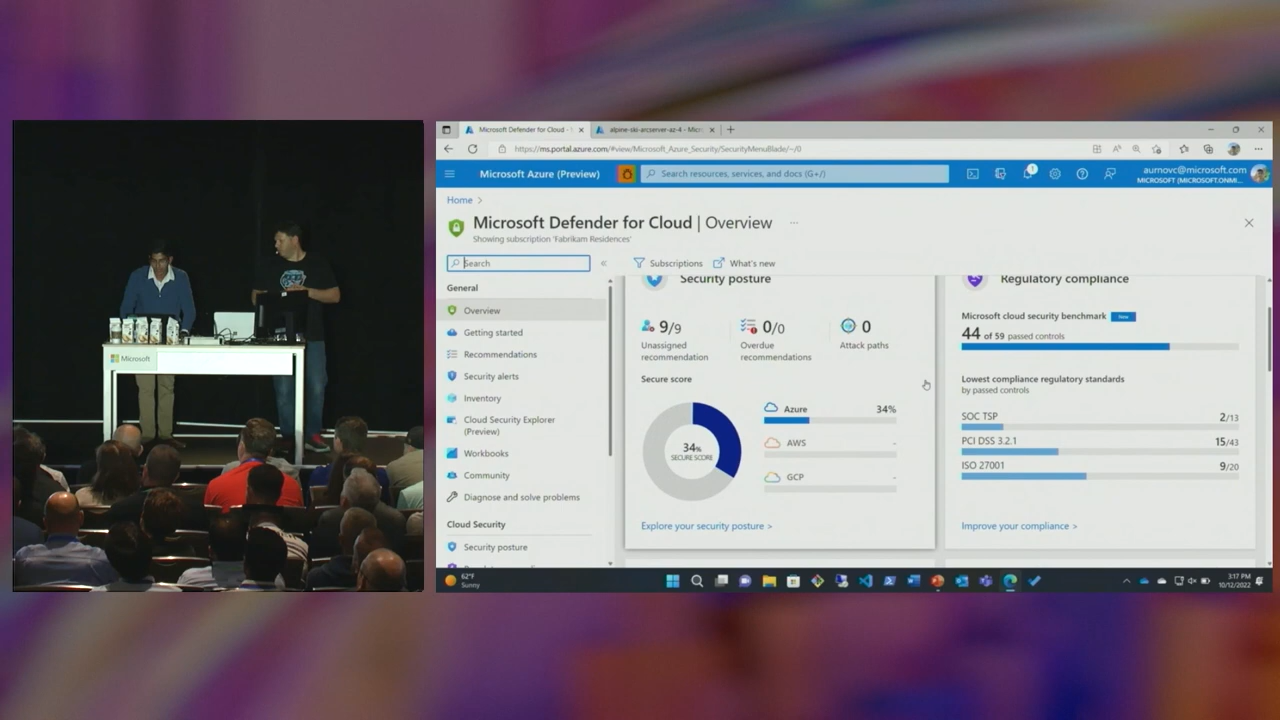 Microsoft
Microsoft Defender for Cloud - 
alpine-ski-arcserver-az-4 - Micr
https://ms.portal.azure.com/#view/Microsoft_Azure_Security/SecurityMenuBlade/~/0
Microsoft Azure (Preview)
Search resources, services, and docs (G+/)
1
aurnovc@microsoft.com
MICROSOFT (MICROSOFT.ONMI...
Home >
Microsoft Defender for Cloud | Overview ...
Showing subscription 'Fabrikam Residences'
Search
«
Subscriptions
What's new
General
Overview
Getting started
Recommendations
Security alerts
Inventory
Cloud Security Explorer
(Preview)
Workbooks
Community
Diagnose and solve problems
Cloud Security
Security posture
Security posture
9/9
Unassigned
recommendation
0/0
Overdue
recommendations
0
Attack paths
Secure score
34%
SECURE SCORE
Azure 34%
AWS -
GCP -
Explore your security posture >
Regulatory compliance
Microsoft cloud security benchmark New
44 of 59 passed controls
Lowest compliance regulatory standards
by passed controls
SOC TSP 2/13
PCI DSS 3.2.1 15/43
ISO 27001 9/20
Improve your compliance >
62°F
Sunny
3:17 PM
10/12/2022